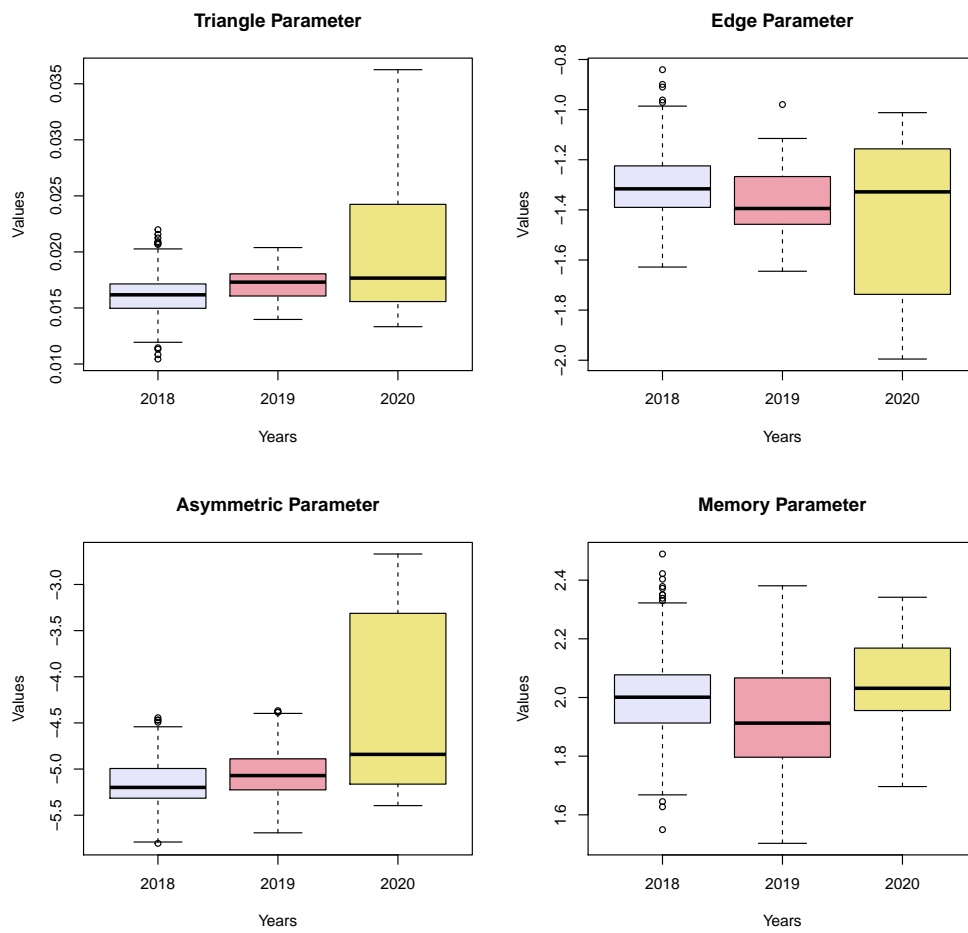 Triangle Parameter
Values
0.010 0.015 0.020 0.025 0.030 0.035
2018 2019 2020
Years
Edge Parameter
Values
−2.0 −1.8 −1.6 −1.4 −1.2 −1.0 −0.8
2018 2019 2020
Years
Asymmetric Parameter
Values
−5.5 −5.0 −4.5 −4.0 −3.5 −3.0
2018 2019 2020
Years
Memory Parameter
Values
1.6 1.8 2.0 2.2 2.4
2018 2019 2020
Years